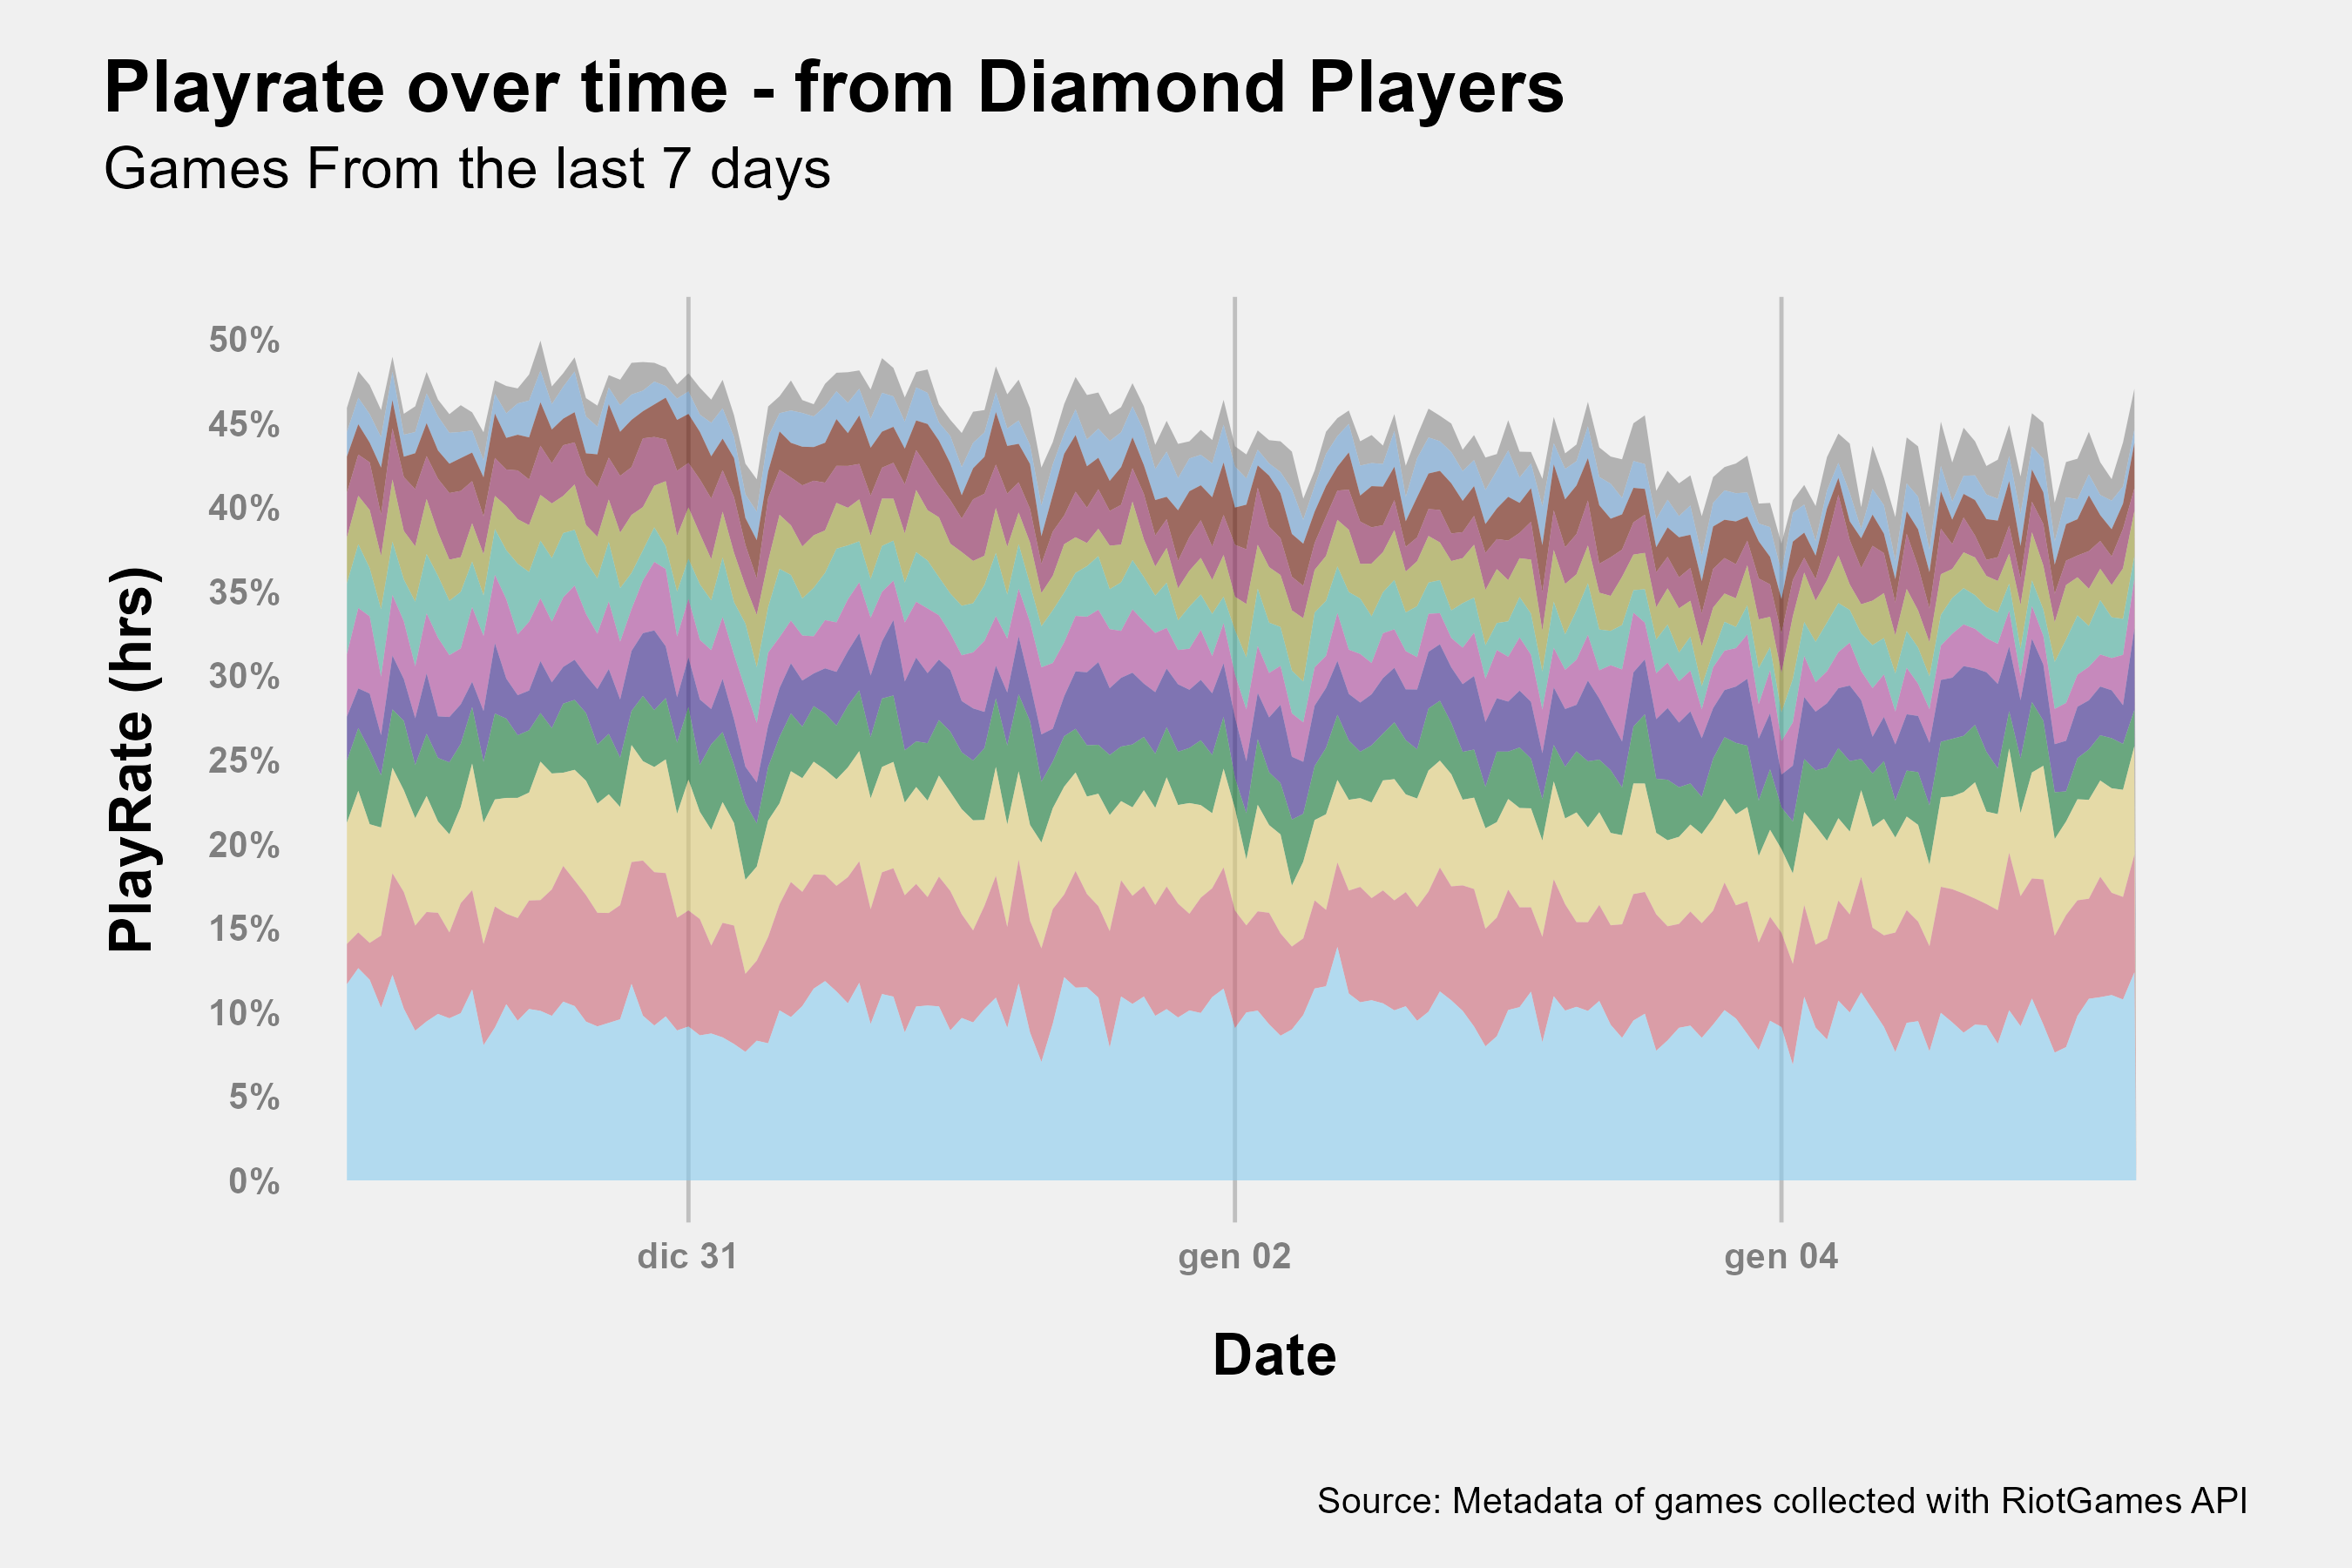 Playrate over time - from Diamond Players
Games From the last 7 days
PlayRate (hrs)
50%
45%
40%
35%
30%
25%
20%
15%
10%
5%
0%
dic 31
gen 02
gen 04
Date
Source: Metadata of games collected with RiotGames API